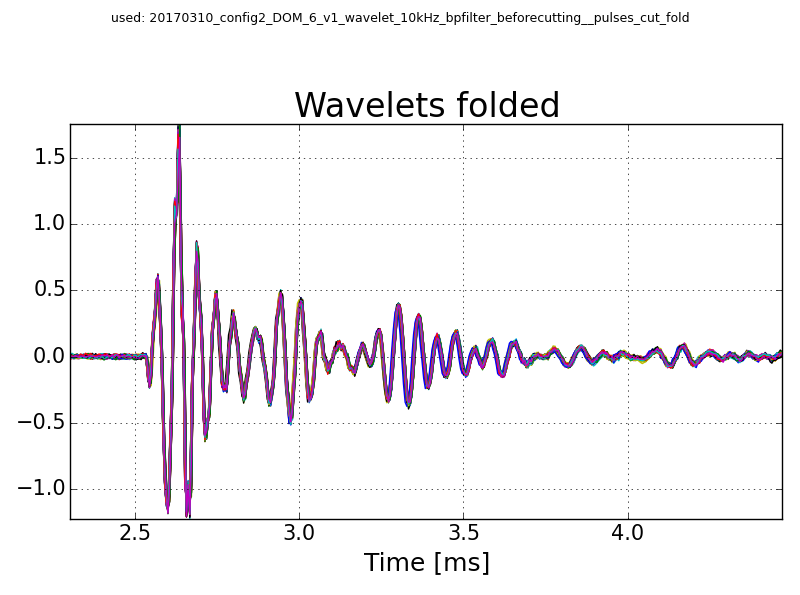 used: 20170310_config2_DOM_6_v1_wavelet_10kHz_bpfilter_beforecutting__pulses_cut_fold
Wavelets folded
1.5
1.0
0.5
0.0
−0.5
−1.0
2.5 3.0 3.5 4.0
Time [ms]